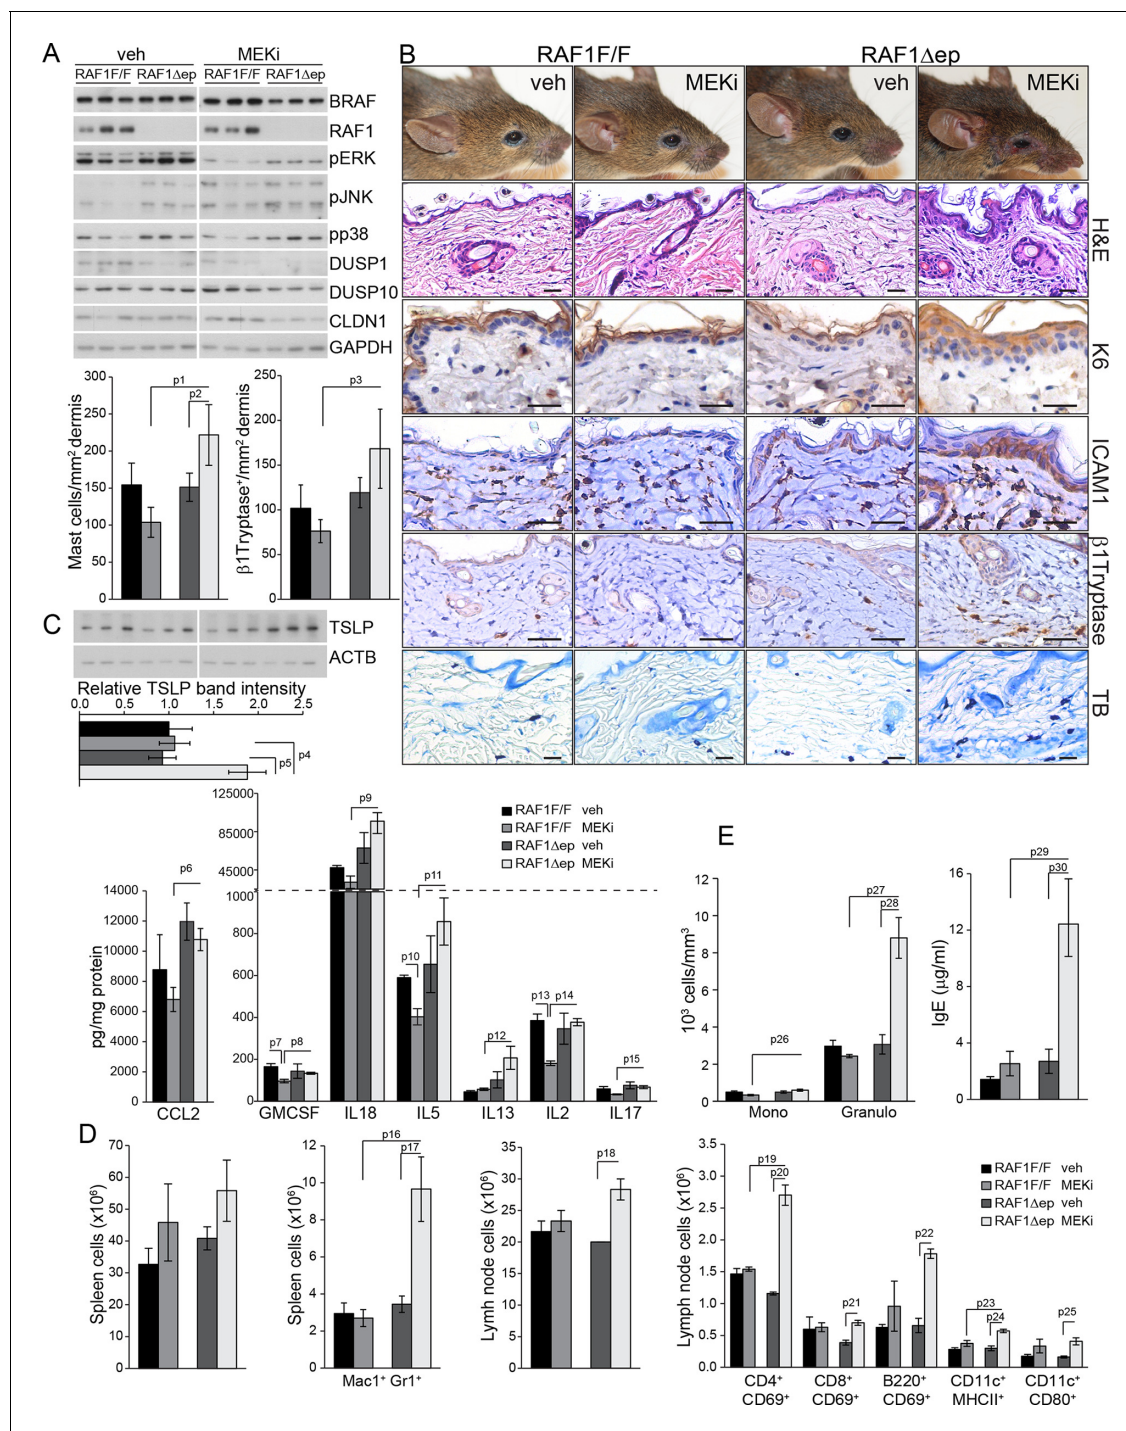 A
veh MEKi
RAF1F/F RAF1Δep RAF1F/F RAF1Δep
BRAF
RAF1
pERK
pJNK
pp38
DUSP1
DUSP10
CLDN1
GAPDH
Mast cells/mm² dermis
300
250
200
150
100
50
0
p1
p2
β1Tryptase⁺/mm² dermis
250
200
150
100
50
0
p3
B
RAF1F/F RAF1Δep
veh MEKi veh MEKi
H&E
K6
ICAM1
β1Tryptase
TB
C
TSLP
ACTB
Relative TSLP band intensity
0.0 0.5 1.0 1.5 2.0 2.5
p4
p5
pg/mg protein
14000
12000
10000
8000
6000
4000
2000
0
p6
CCL2
125000
85000
45000
1000
800
600
400
200
0
p7 p8
p9
p10
p11
p12
p13 p14
p15
GMCSF IL18 IL5 IL13 IL2 IL17
RAF1F/F veh
RAF1F/F MEKi
RAF1Δep veh
RAF1Δep MEKi
E
10³ cells/mm³
12
10
8
6
4
2
0
p26
p27
p28
Mono Granulo
IgE (µg/ml)
16
12
8
4
0
p29
p30
D
Spleen cells (x10⁶)
70
60
50
40
30
20
10
0
Spleen cells (x10⁶)
12
10
8
6
4
2
0
p16
p17
Mac1⁺ Gr1⁺
Lymh node cells (x10⁶)
35
30
25
20
15
10
5
0
p18
Lymph node cells (x10⁶)
3.5
3.0
2.5
2.0
1.5
1.0
0.5
0.0
p19
p20
p21
p22
p23
p24
p25
CD4⁺ CD8⁺ B220⁺ CD11c⁺ CD11c⁺
CD69⁺ CD69⁺ CD69⁺ MHCII⁺ CD80⁺
RAF1F/F veh
RAF1F/F MEKi
RAF1Δep veh
RAF1Δep MEKi